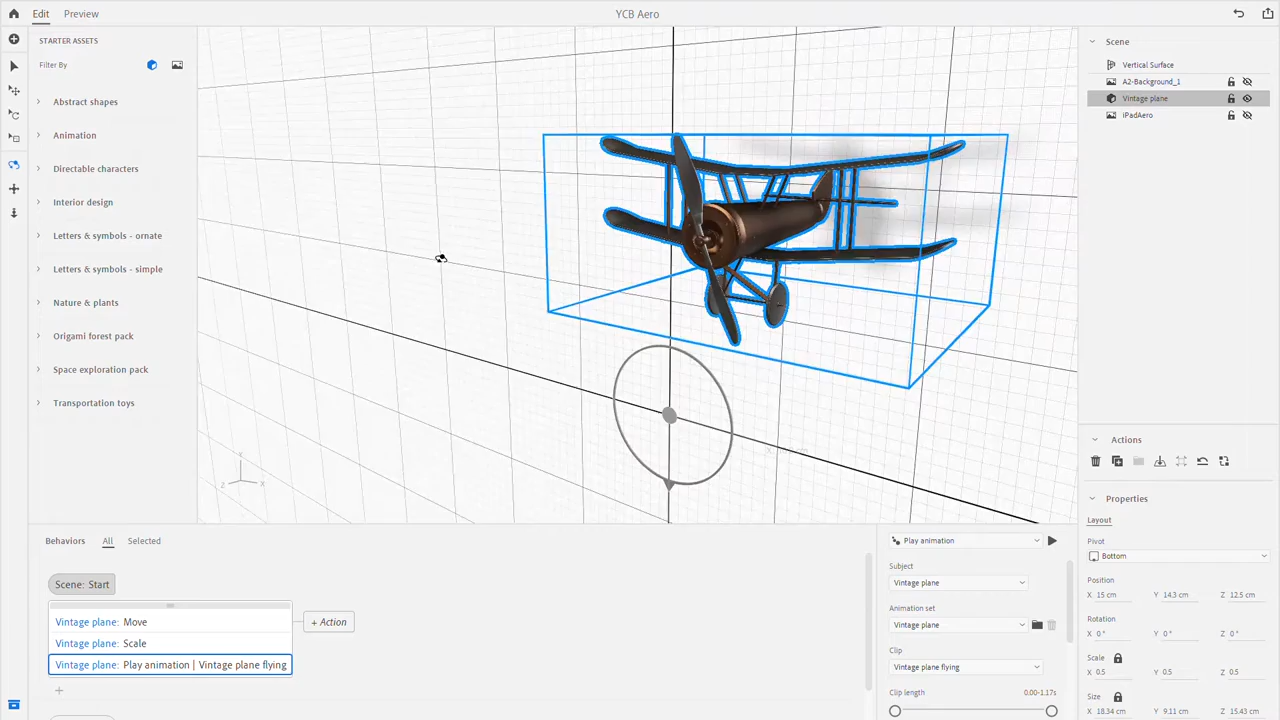 Edit Preview YCB Aero
STARTER ASSETS
Filter By
Abstract shapes
Animation
Directable characters
Interior design
Letters & symbols - ornate
Letters & symbols - simple
Nature & plants
Origami forest pack
Space exploration pack
Transportation toys
Y
Z X
Scene
Vertical Surface
A2-Background_1
Vintage plane
iPadAero
Actions
Properties
Layout
Pivot
Bottom
Position
X 15 cm Y 14.3 cm Z 12.5 cm
Rotation
X 0° Y 0° Z 0°
Scale
X 0.5 Y 0.5 Z 0.5
Size
X 18.34 cm Y 9.11 cm Z 15.43 cm
Behaviors All Selected
Scene: Start
Vintage plane: Move
+ Action
Vintage plane: Scale
Vintage plane: Play animation | Vintage plane flying
+
Play animation
Subject
Vintage plane
Animation set
Vintage plane
Clip
Vintage plane flying
Clip length 0.00-1.17s